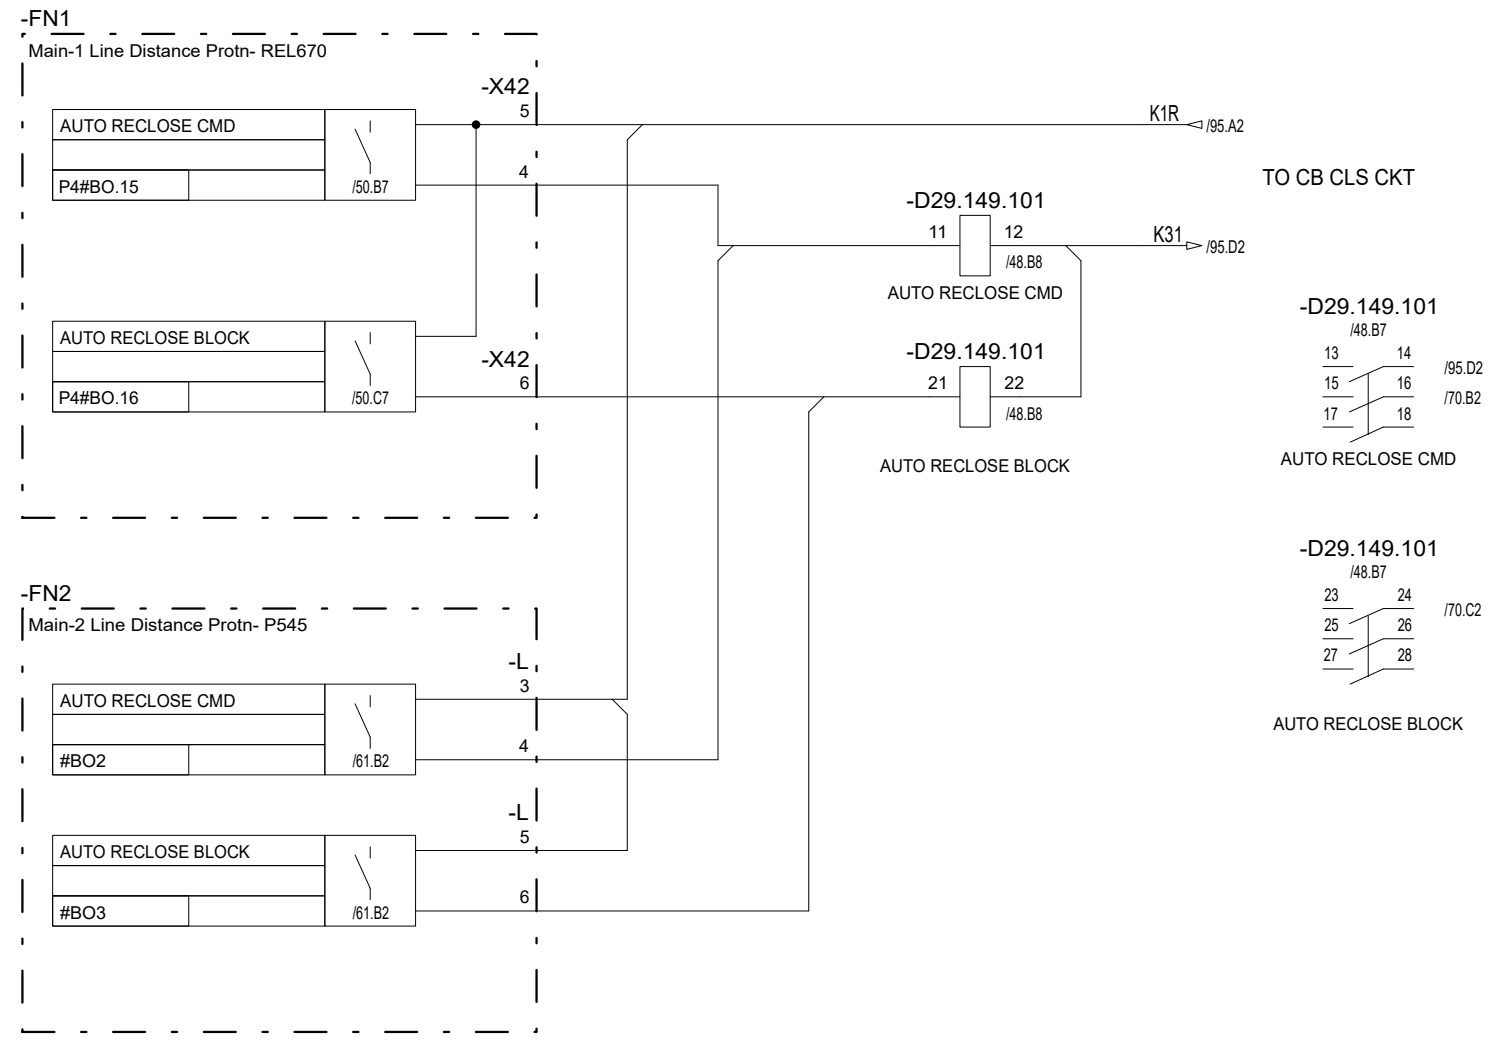 -FN1
Main-1 Line Distance Protn- REL670
-X42
5
AUTO RECLOSE CMD
P4#BO.15
/50.B7
4
K1R
/95.A2
TO CB CLS CKT
-D29.149.101
11
12
/48.B8
AUTO RECLOSE CMD
K31
/95.D2
AUTO RECLOSE BLOCK
P4#BO.16
/50.C7
-X42
6
-D29.149.101
21
22
/48.B8
AUTO RECLOSE BLOCK
-D29.149.101
/48.B7
13 14 /95.D2
15 16 /70.B2
17 18
AUTO RECLOSE CMD
-D29.149.101
/48.B7
23 24 /70.C2
25 26
27 28
AUTO RECLOSE BLOCK
-FN2
Main-2 Line Distance Protn- P545
-L
3
AUTO RECLOSE CMD
#BO2
/61.B2
4
-L
5
AUTO RECLOSE BLOCK
#BO3
/61.B2
6